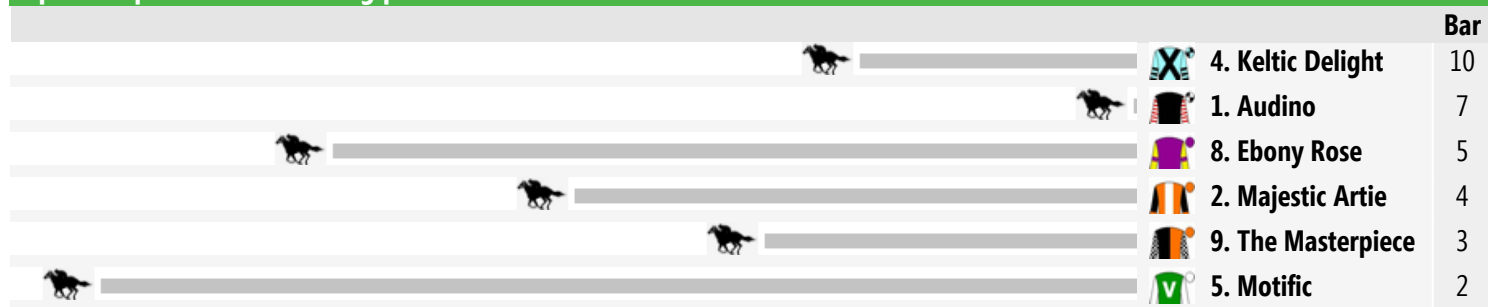 Bar
4. Keltic Delight 10
1. Audino 7
8. Ebony Rose 5
2. Majestic Artie 4
9. The Masterpiece 3
V 5. Motific 2